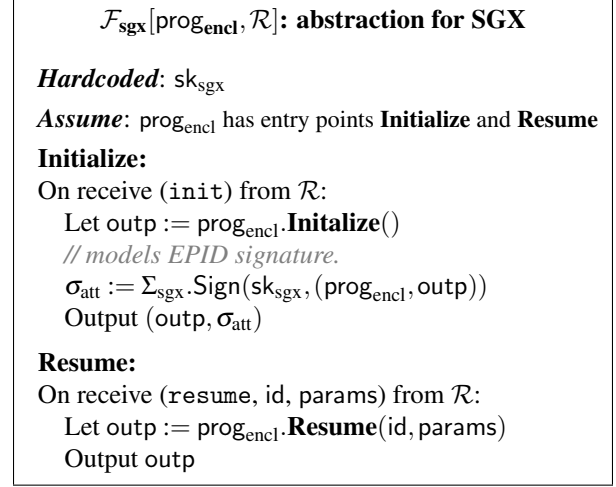 𝓕sgx[progencl, 𝓡]: abstraction for SGX
Hardcoded: sksgx
Assume: progencl has entry points Initialize and Resume
Initialize:
On receive (init) from 𝓡:
Let outp := progencl.Initalize()
// models EPID signature.
σatt := Σsgx.Sign(sksgx, (progencl, outp))
Output (outp, σatt)
Resume:
On receive (resume, id, params) from 𝓡:
Let outp := progencl.Resume(id, params)
Output outp